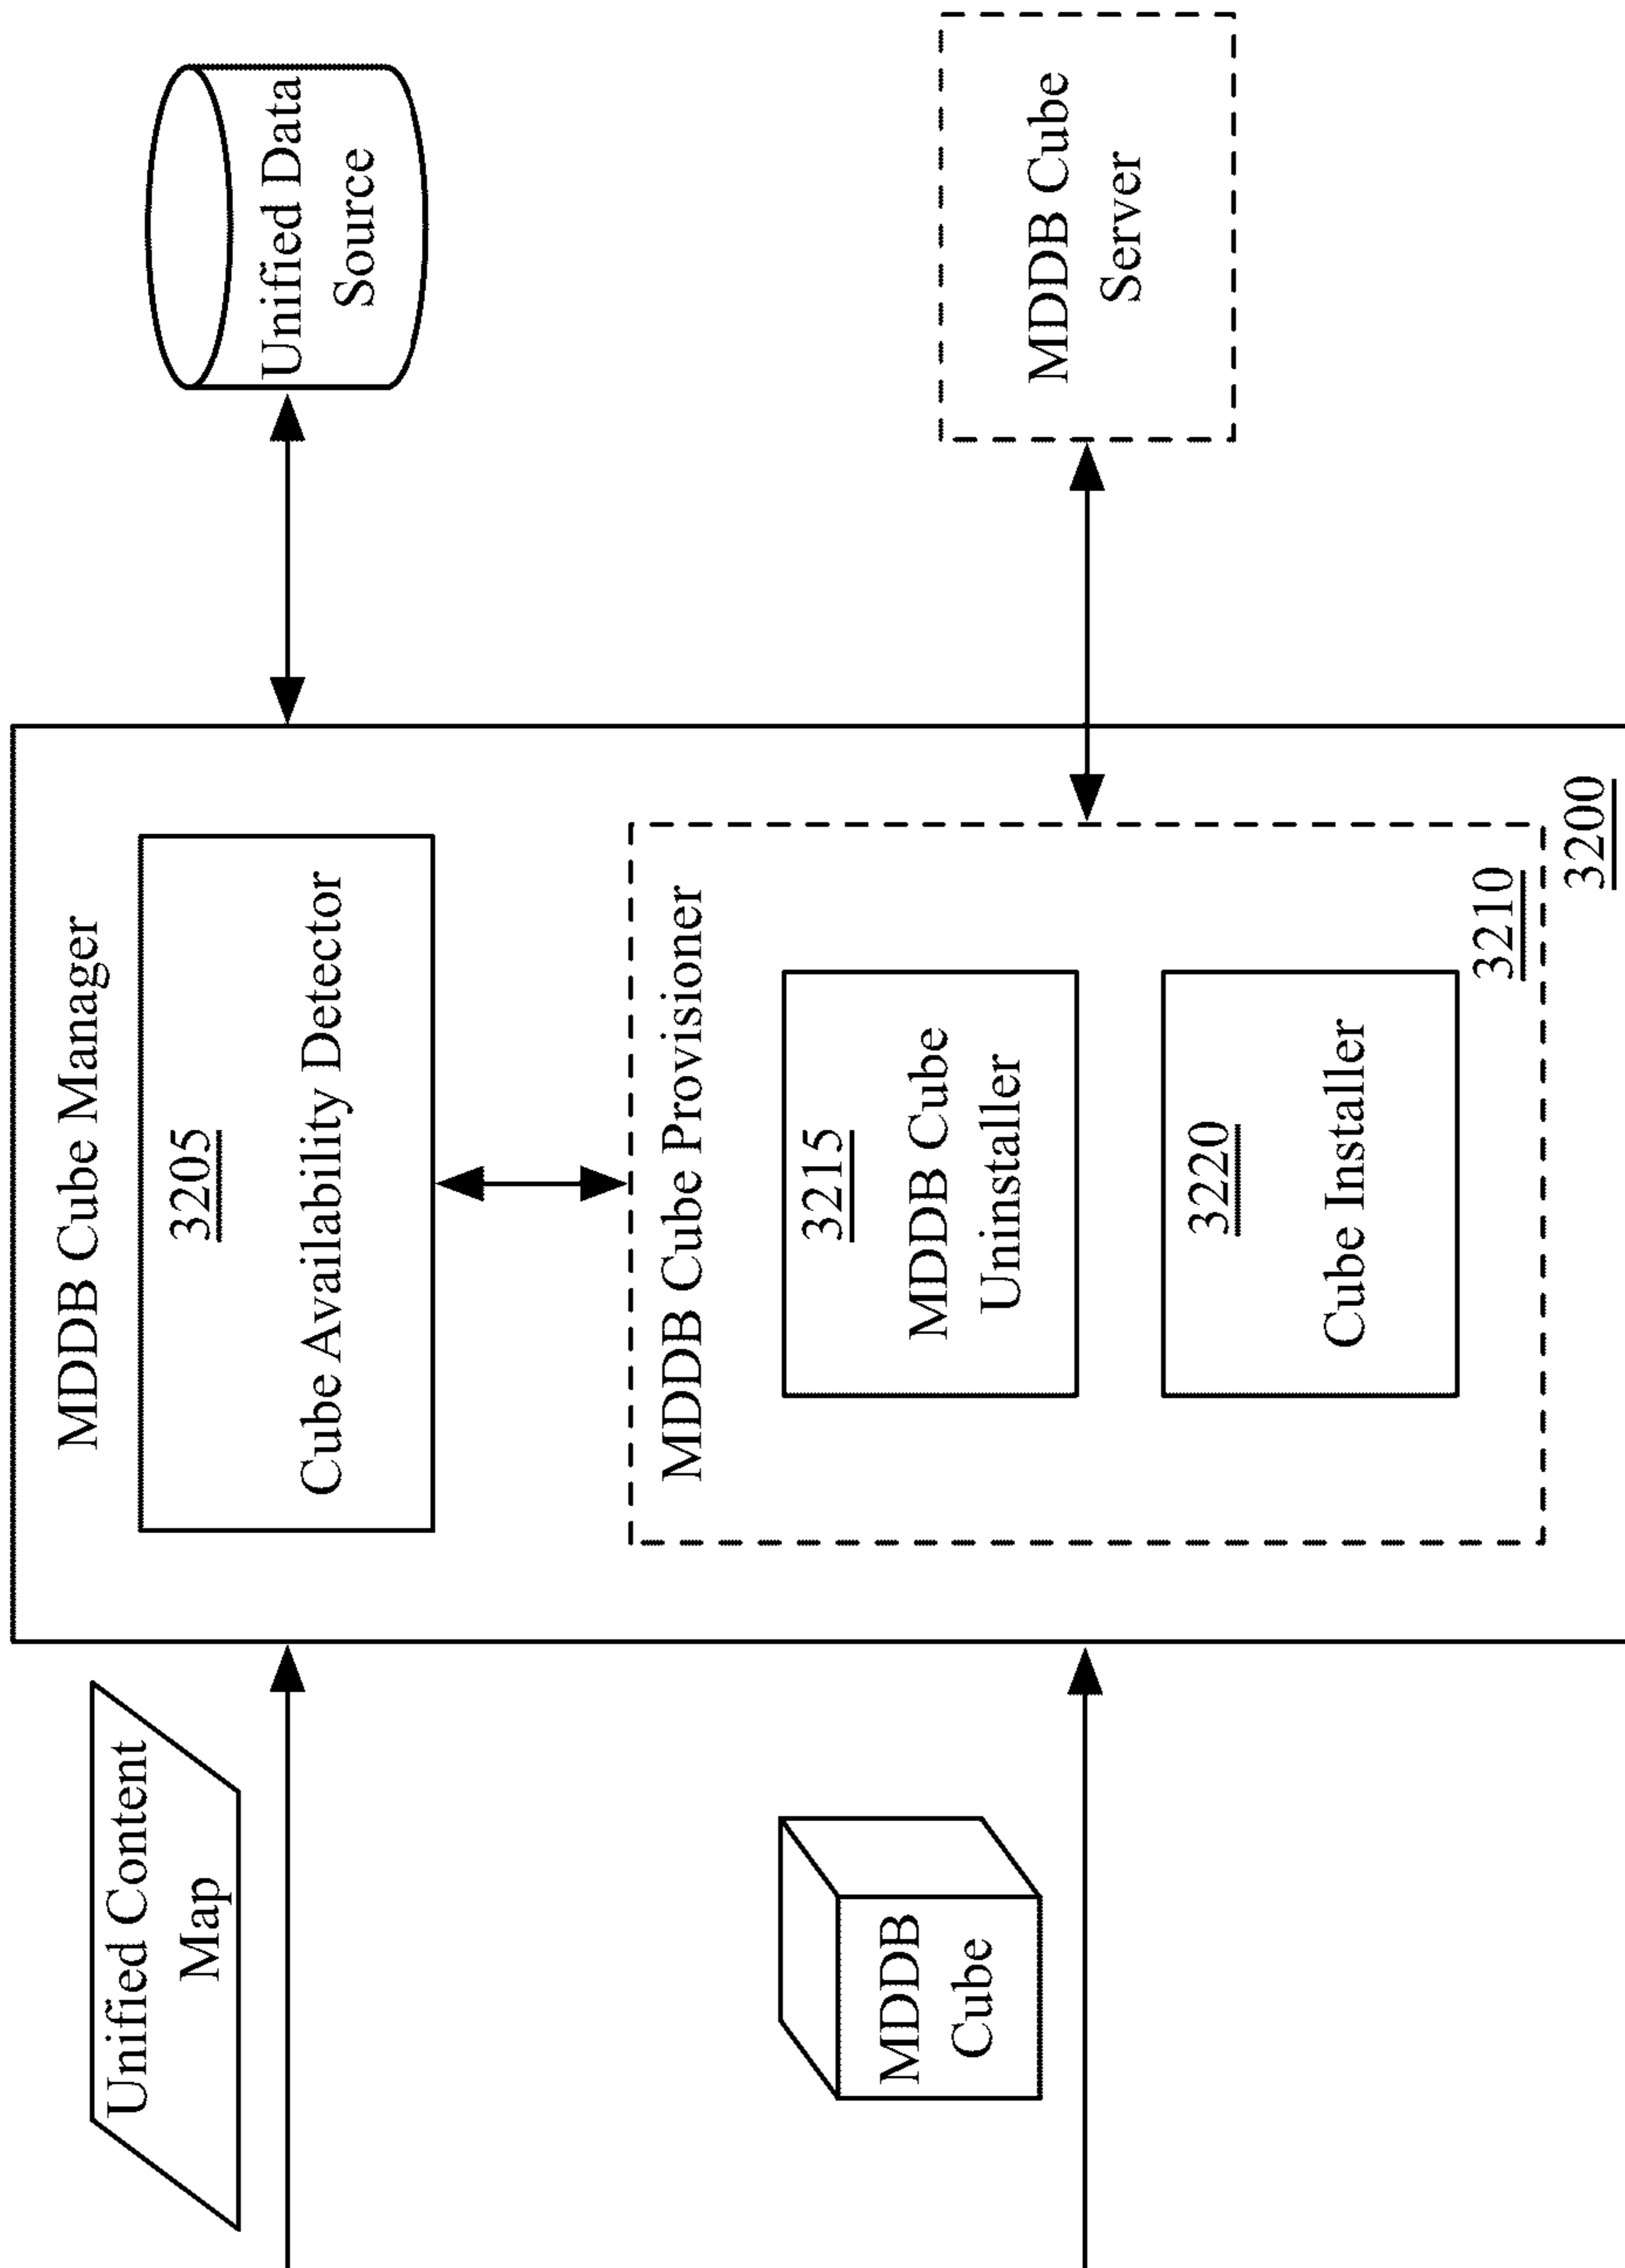 Unified Content
Map
MDDB
Cube
MDDB Cube Manager
3205
Cube Availability Detector
MDDB Cube Provisioner
3215
MDDB Cube
Uninstaller
3220
Cube Installer
3210
3200
Unified Data
Source
MDDB Cube
Server